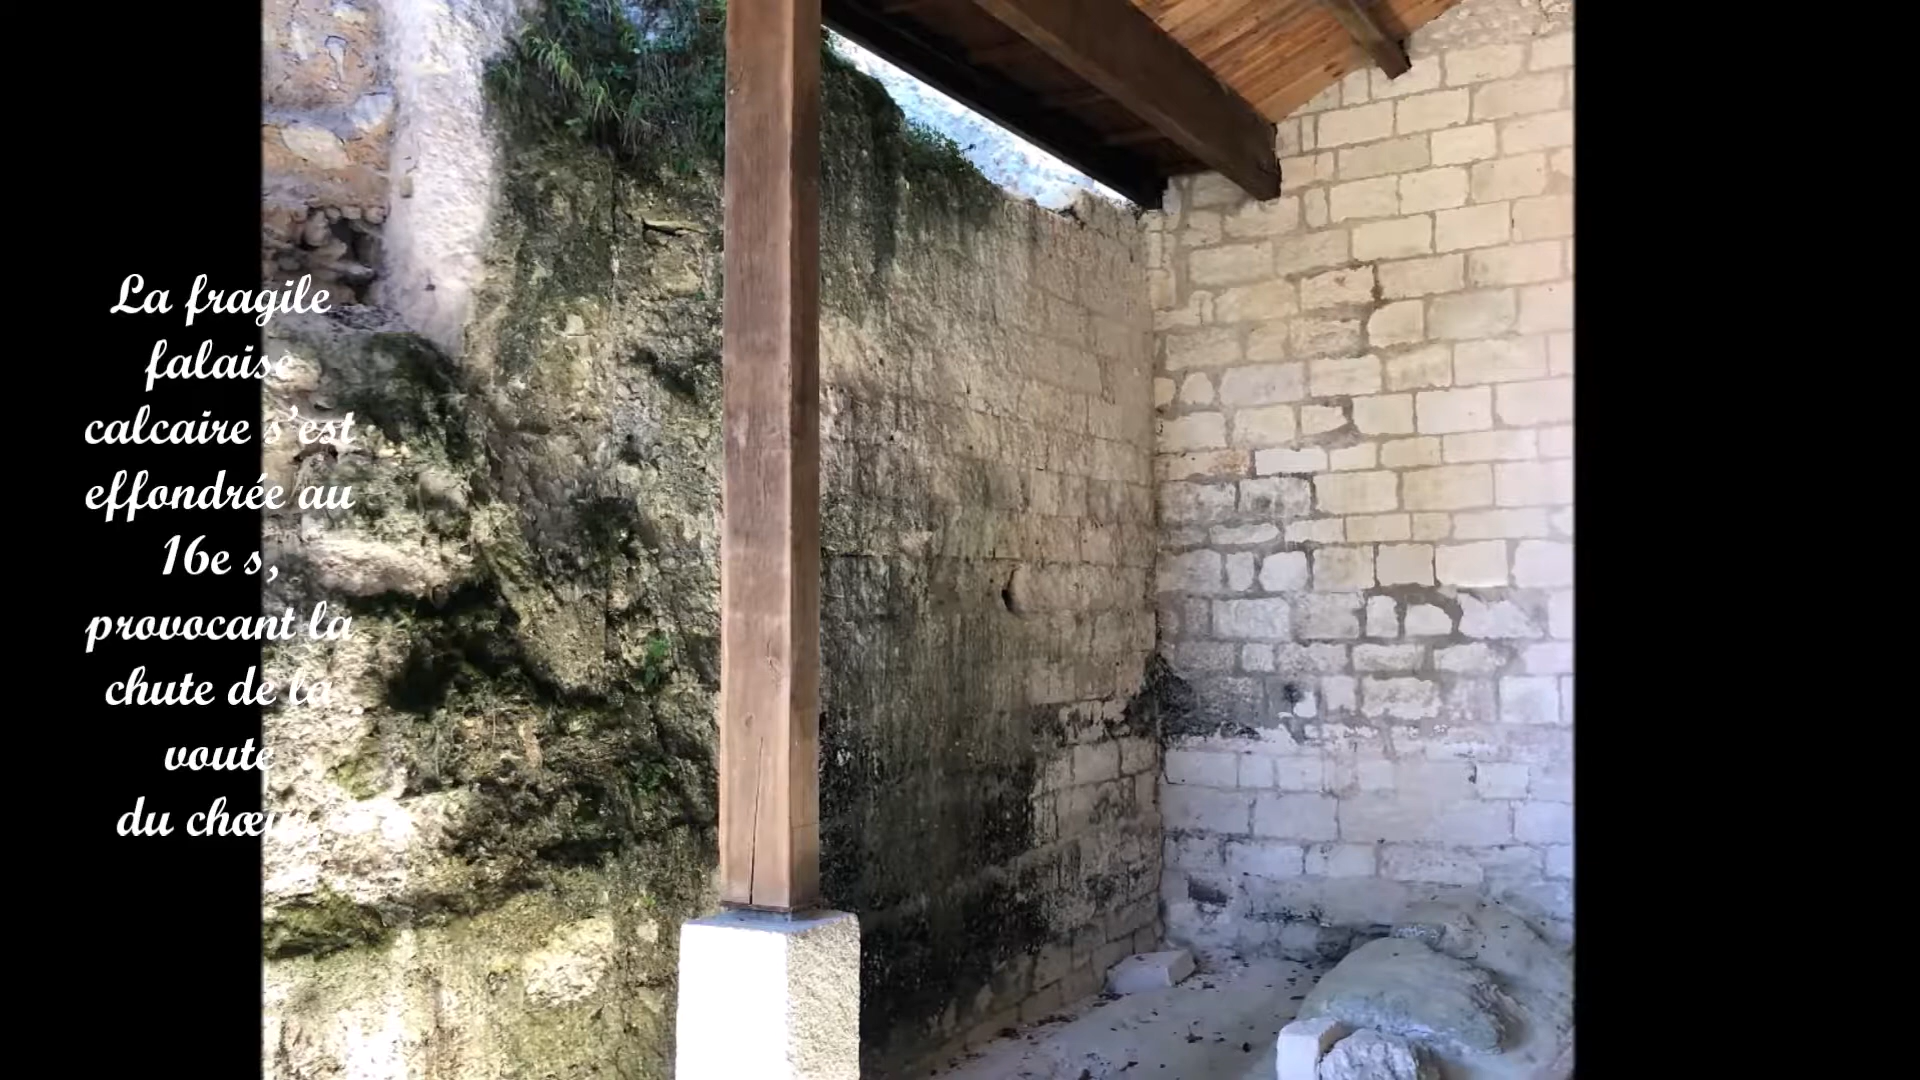 La fragile
falaise
calcaire s'est
effondrée au
16e s,
provocant la
chute de la
voute
du chœur